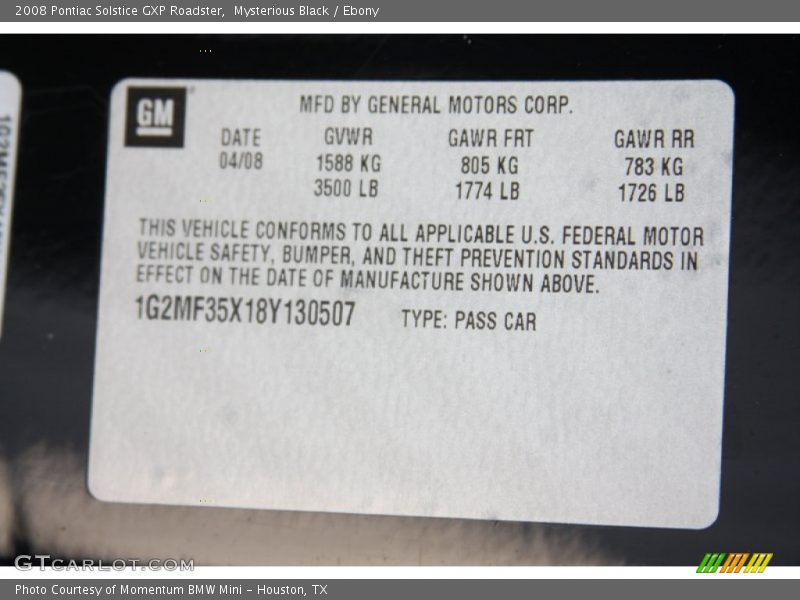 2008 Pontiac Solstice GXP Roadster,  Mysterious Black / Ebony
GM
MFD BY GENERAL MOTORS CORP.
DATE GVWR GAWR FRT GAWR RR
04/08 1588 KG 805 KG 783 KG
3500 LB 1774 LB 1726 LB
THIS VEHICLE CONFORMS TO ALL APPLICABLE U.S. FEDERAL MOTOR
VEHICLE SAFETY, BUMPER, AND THEFT PREVENTION STANDARDS IN
EFFECT ON THE DATE OF MANUFACTURE SHOWN ABOVE.
1G2MF35X18Y130507 TYPE: PASS CAR
GTcarlot.com
Photo Courtesy of Momentum BMW Mini - Houston, TX